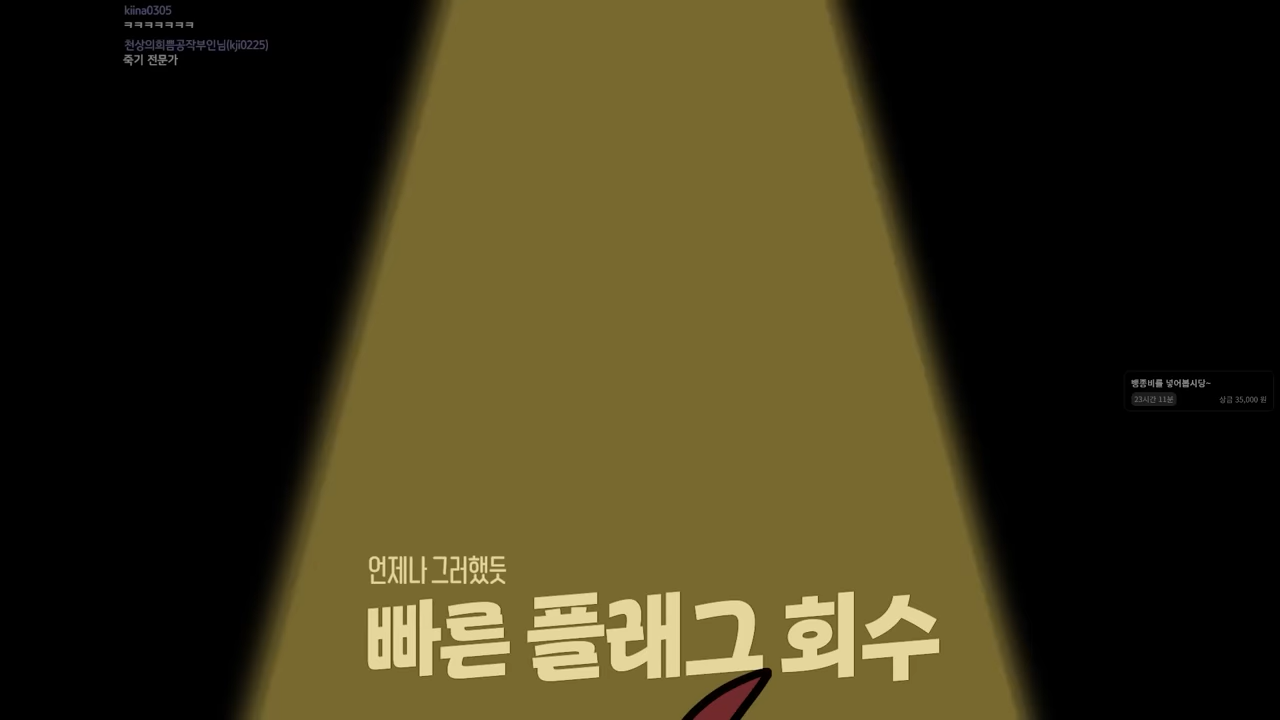 kiina0305
ㅋㅋㅋㅋㅋㅋㅋ
천상의희쁨공작부인님(kji0225)
죽기 전문가
뱅종비를 넣어봅시당~
23시간 11분
상금 35,000 원
언제나 그러했듯
빠른 플래그 회수